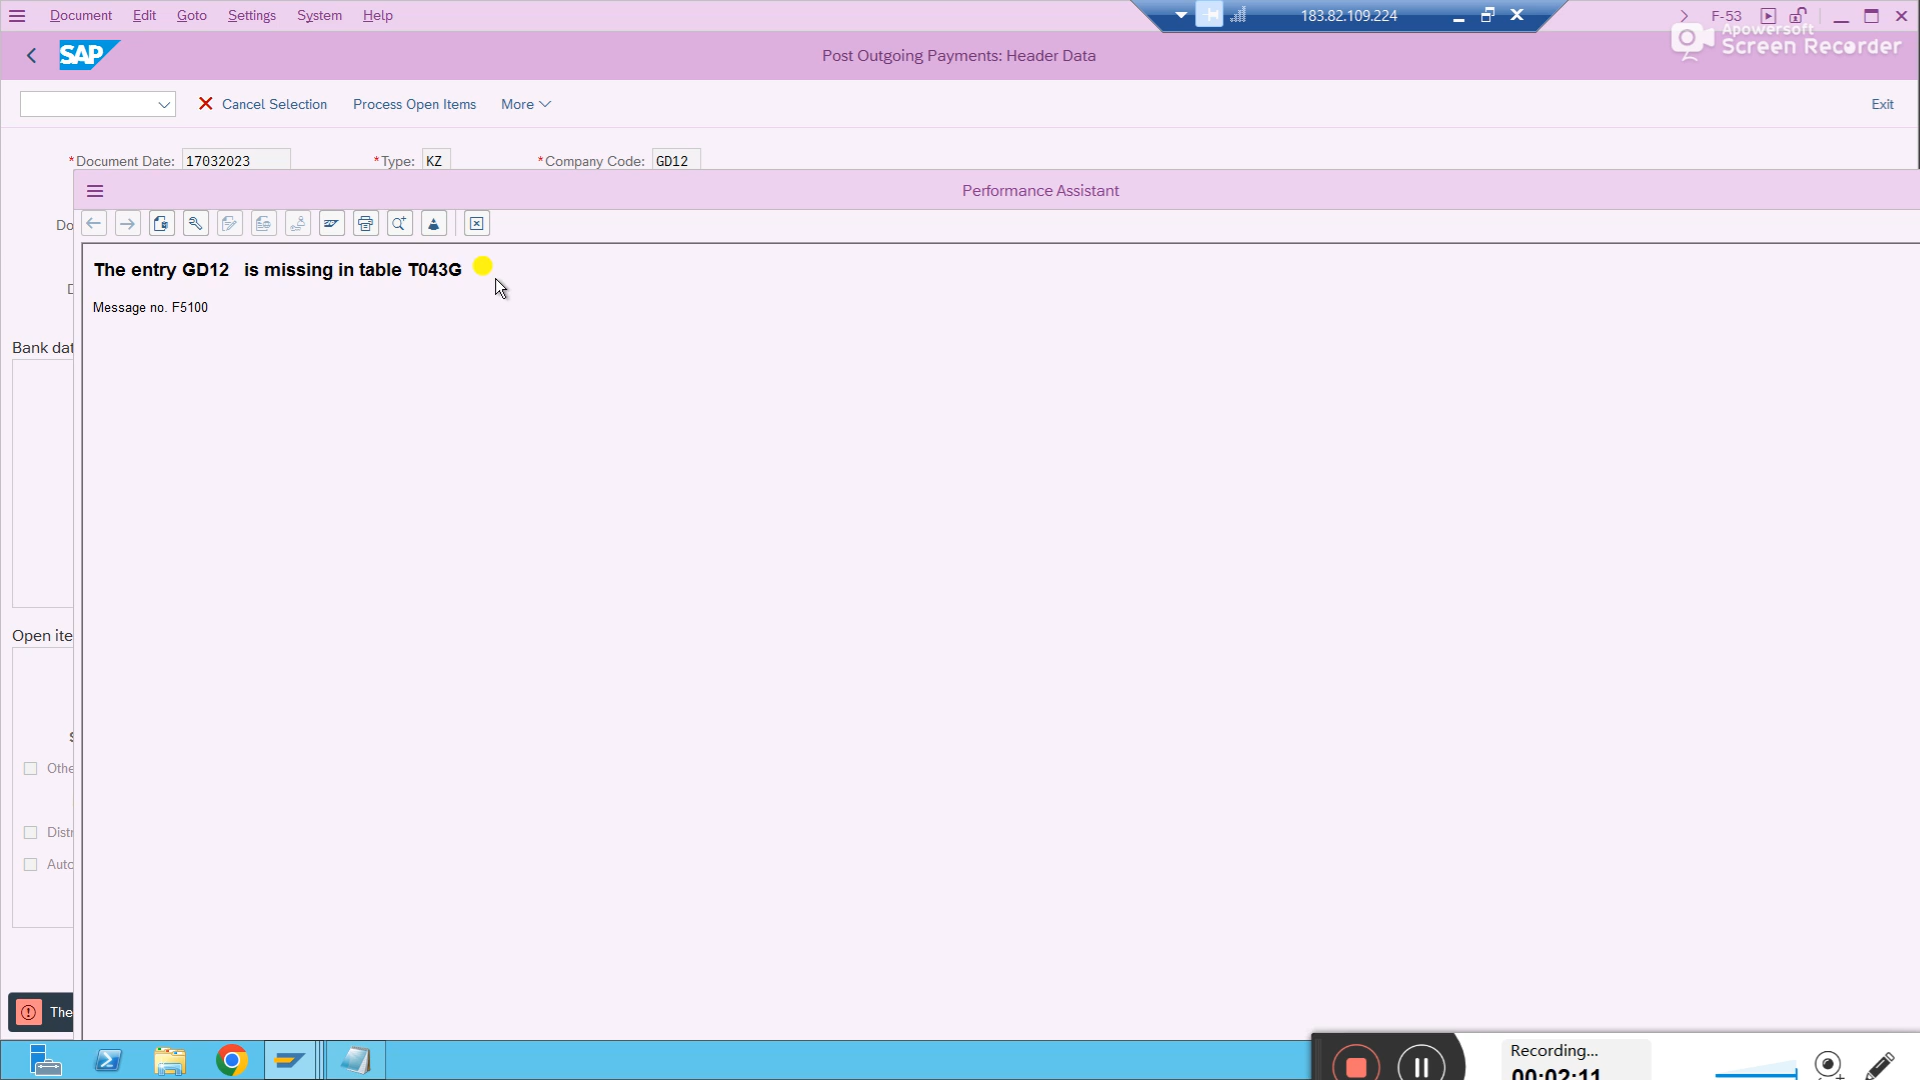 Document Edit Goto Settings System Help
183.82.109.224
F-53
SAP
Post Outgoing Payments: Header Data
Apowersoft
Screen Recorder
Cancel Selection Process Open Items More
Exit
*Document Date: 17032023 *Type: KZ *Company Code: GD12
Performance Assistant
Do
The entry GD12 is missing in table T043G
Message no. F5100
Bank dat
Open ite
Othe
Distr
Auto
The
Recording...
00:02:11